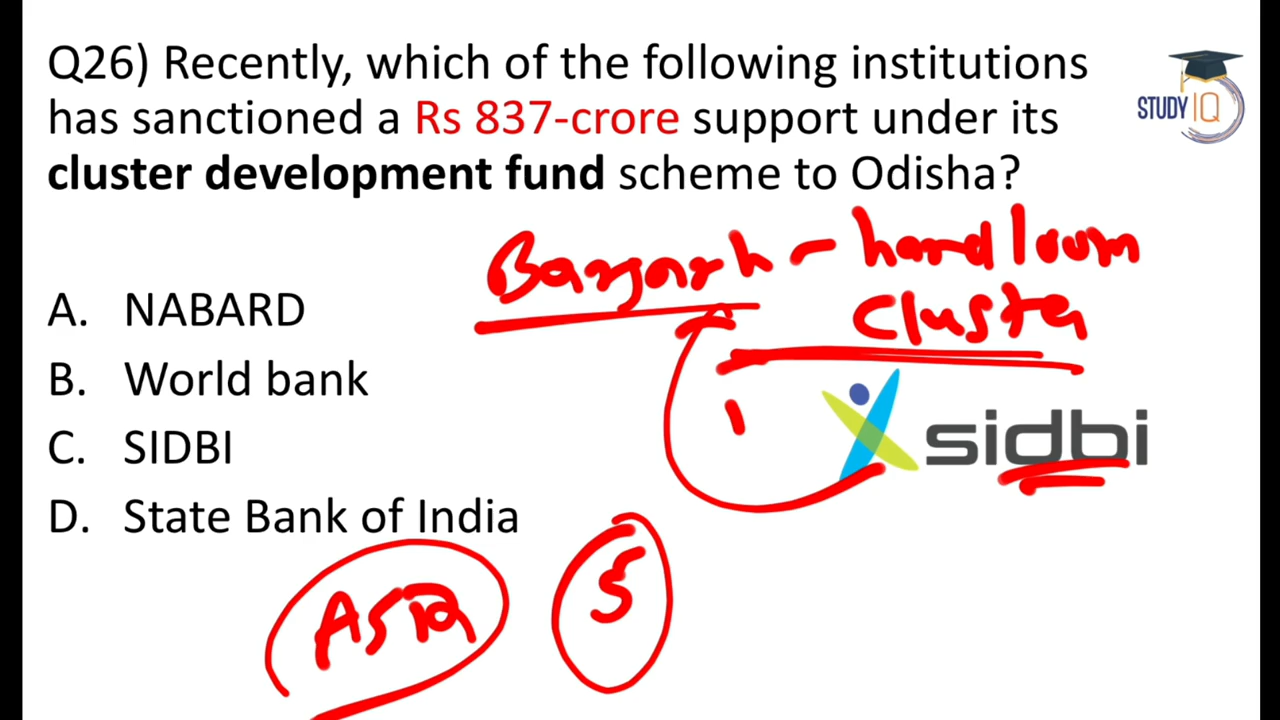 Q26) Recently, which of the following institutions
has sanctioned a Rs 837-crore support under its
cluster development fund scheme to Odisha?
STUDY IQ
Bargarh - handloom
cluster
A. NABARD
B. World bank
C. SIDBI
D. State Bank of India
sidbi
Asia
5